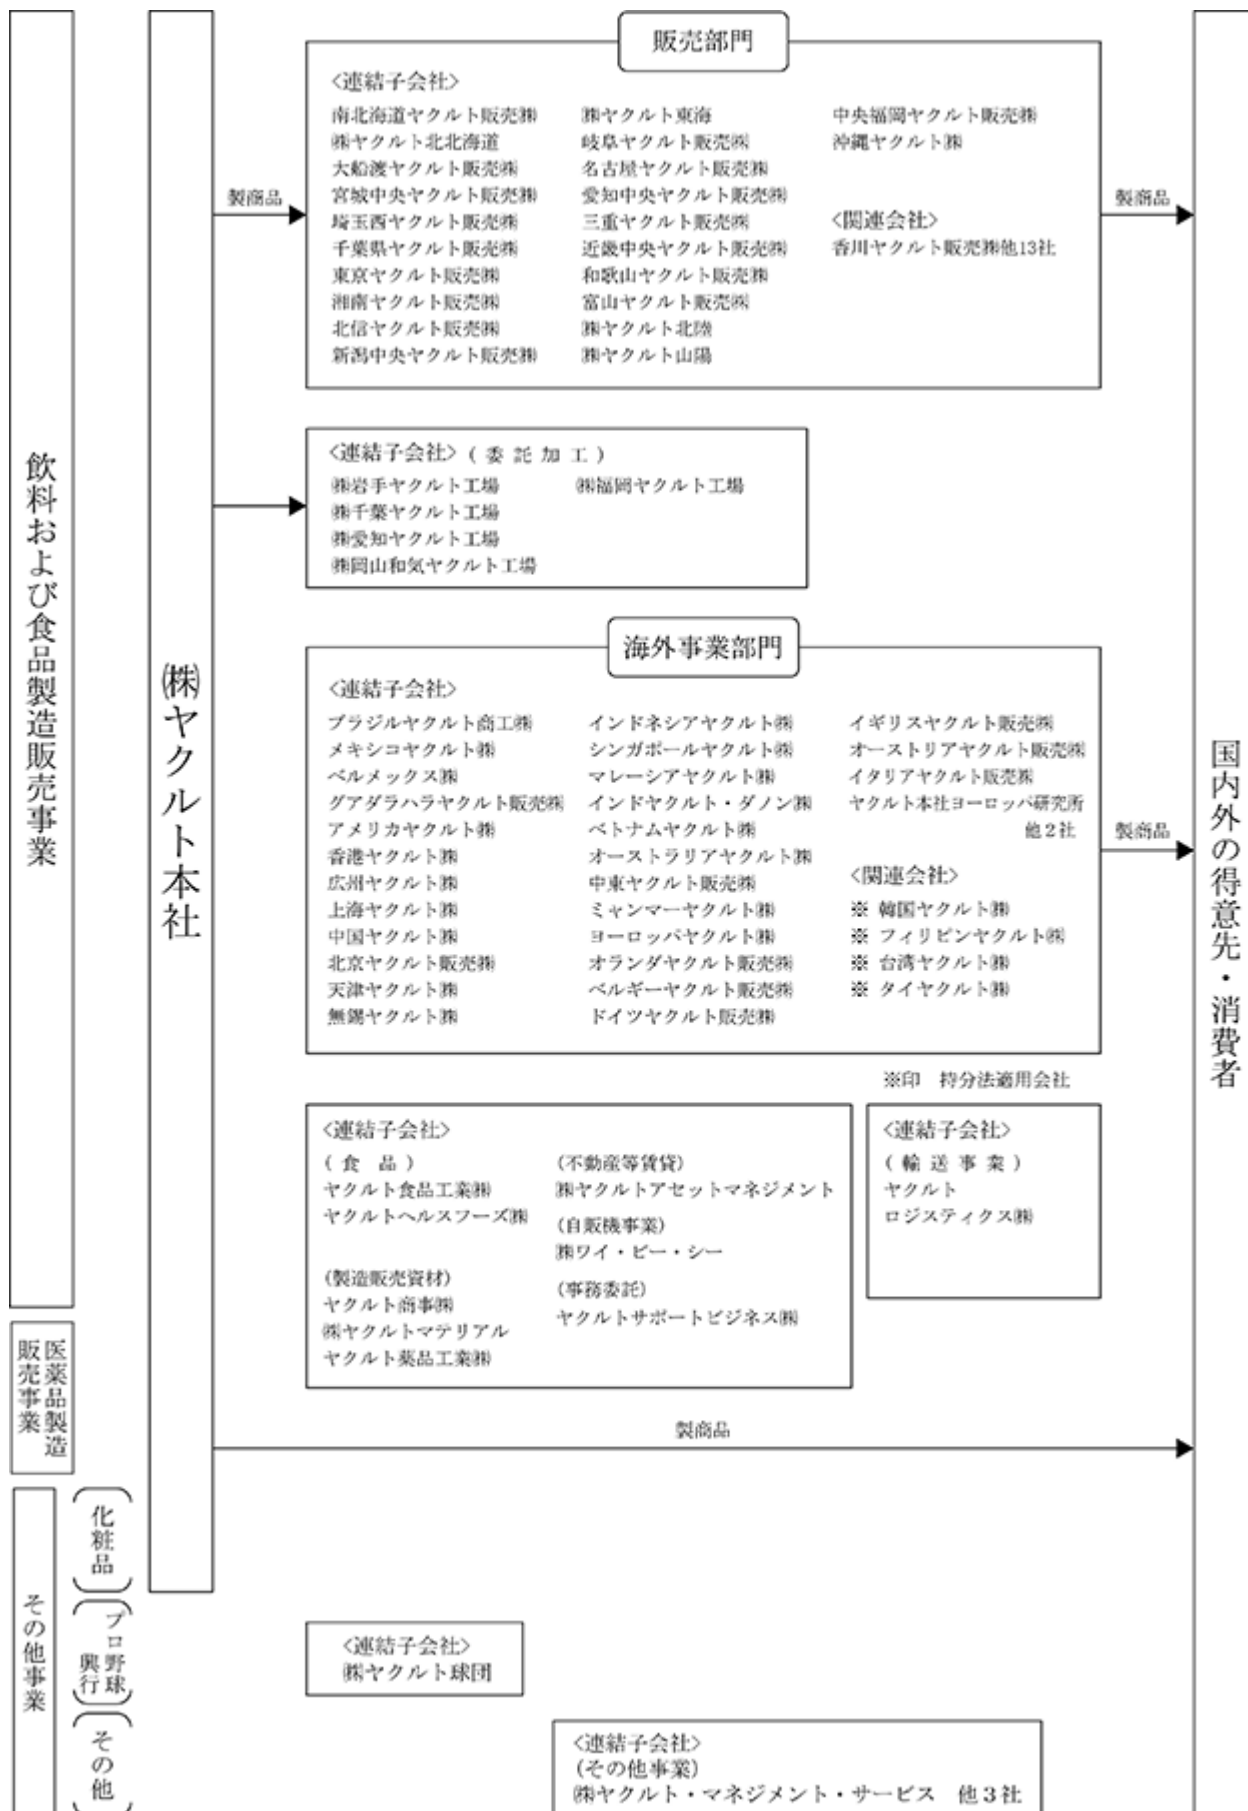 飲料および食品製造販売事業
医薬品製造
販売事業
その他事業
化粧品
プロ野球
興行
その他
㈱ヤクルト本社
製商品
販売部門
〈連結子会社〉
南北海道ヤクルト販売㈱
㈱ヤクルト北北海道
大船渡ヤクルト販売㈱
宮城中央ヤクルト販売㈱
埼玉西ヤクルト販売㈱
千葉県ヤクルト販売㈱
東京ヤクルト販売㈱
湘南ヤクルト販売㈱
北信ヤクルト販売㈱
新潟中央ヤクルト販売㈱
㈱ヤクルト東海
岐阜ヤクルト販売㈱
名古屋ヤクルト販売㈱
愛知中央ヤクルト販売㈱
三重ヤクルト販売㈱
近畿中央ヤクルト販売㈱
和歌山ヤクルト販売㈱
富山ヤクルト販売㈱
㈱ヤクルト北陸
㈱ヤクルト山陽
中央福岡ヤクルト販売㈱
沖縄ヤクルト㈱
〈関連会社〉
香川ヤクルト販売㈱他13社
製商品
〈連結子会社〉(委託加工)
㈱岩手ヤクルト工場
㈱千葉ヤクルト工場
㈱愛知ヤクルト工場
㈱岡山和気ヤクルト工場
㈱福岡ヤクルト工場
海外事業部門
〈連結子会社〉
ブラジルヤクルト商工㈱
メキシコヤクルト㈱
ベルメックス㈱
グアダラハラヤクルト販売㈱
アメリカヤクルト㈱
香港ヤクルト㈱
広州ヤクルト㈱
上海ヤクルト㈱
中国ヤクルト㈱
北京ヤクルト販売㈱
天津ヤクルト㈱
無錫ヤクルト㈱
インドネシアヤクルト㈱
シンガポールヤクルト㈱
マレーシアヤクルト㈱
インドヤクルト・ダノン㈱
ベトナムヤクルト㈱
オーストラリアヤクルト㈱
中東ヤクルト販売㈱
ミャンマーヤクルト㈱
ヨーロッパヤクルト㈱
オランダヤクルト販売㈱
ベルギーヤクルト販売㈱
ドイツヤクルト販売㈱
イギリスヤクルト販売㈱
オーストリアヤクルト販売㈱
イタリアヤクルト販売㈱
ヤクルト本社ヨーロッパ研究所
他2社
〈関連会社〉
※ 韓国ヤクルト㈱
※ フィリピンヤクルト㈱
※ 台湾ヤクルト㈱
※ タイヤクルト㈱
製商品
※印 持分法適用会社
〈連結子会社〉
(食 品)
ヤクルト食品工業㈱
ヤクルトヘルスフーズ㈱
(製造販売資材)
ヤクルト商事㈱
㈱ヤクルトマテリアル
ヤクルト薬品工業㈱
(不動産等賃貸)
㈱ヤクルトアセットマネジメント
(自販機事業)
㈱ワイ・ビー・シー
(事務委託)
ヤクルトサポートビジネス㈱
〈連結子会社〉
(輸送事業)
ヤクルト
ロジスティクス㈱
製商品
〈連結子会社〉
㈱ヤクルト球団
〈連結子会社〉
(その他事業)
㈱ヤクルト・マネジメント・サービス 他3社
国内外の得意先・消費者